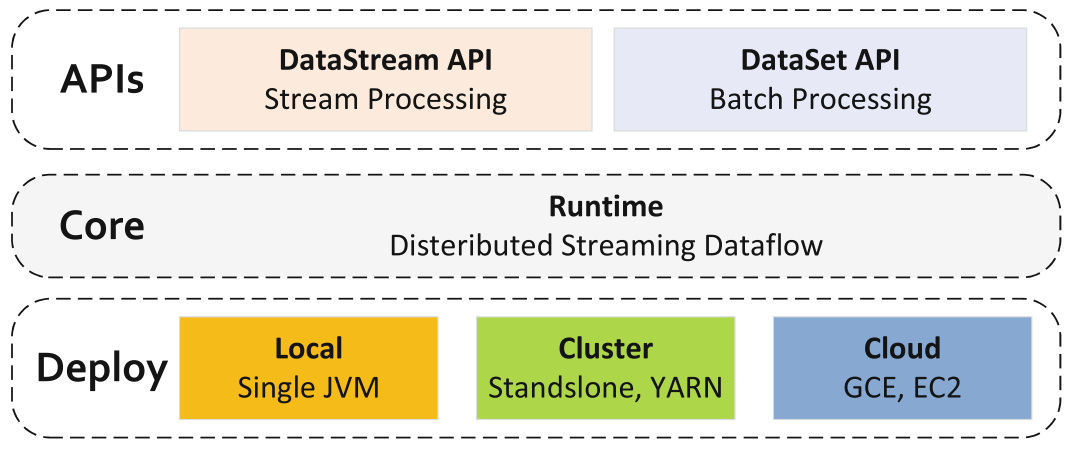 APIs
DataStream API
Stream Processing
DataSet API
Batch Processing
Core
Runtime
Disteributed Streaming Dataflow
Deploy
Local
Single JVM
Cluster
Standslone, YARN
Cloud
GCE, EC2